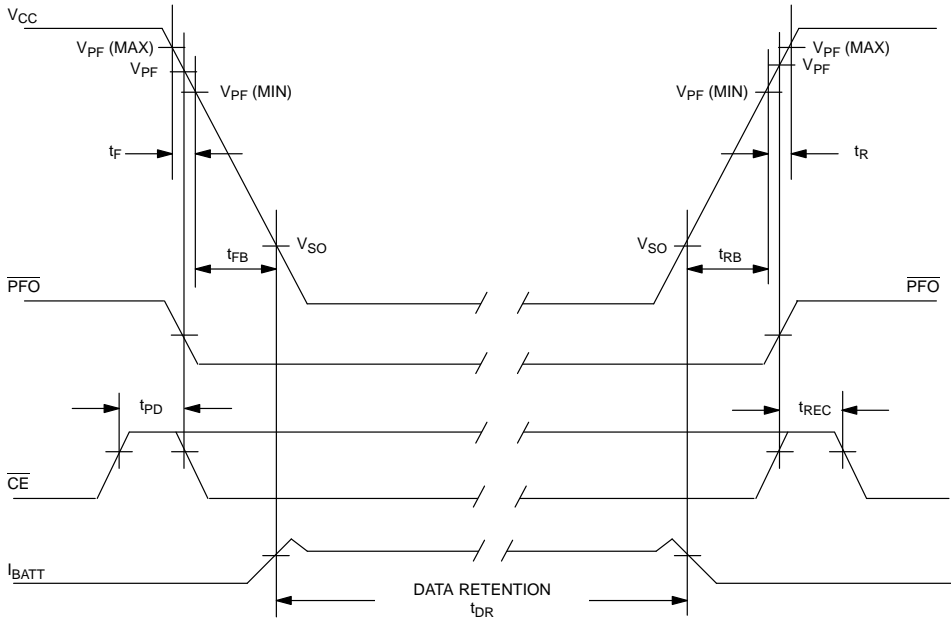 VCC
VPF (MAX)
VPF
VPF (MIN)
tF
tFB
VSO
VPF (MAX)
VPF
VPF (MIN)
tR
VSO
tRB
PFO
PFO
tPD
tREC
CE
IBATT
DATA RETENTION
tDR